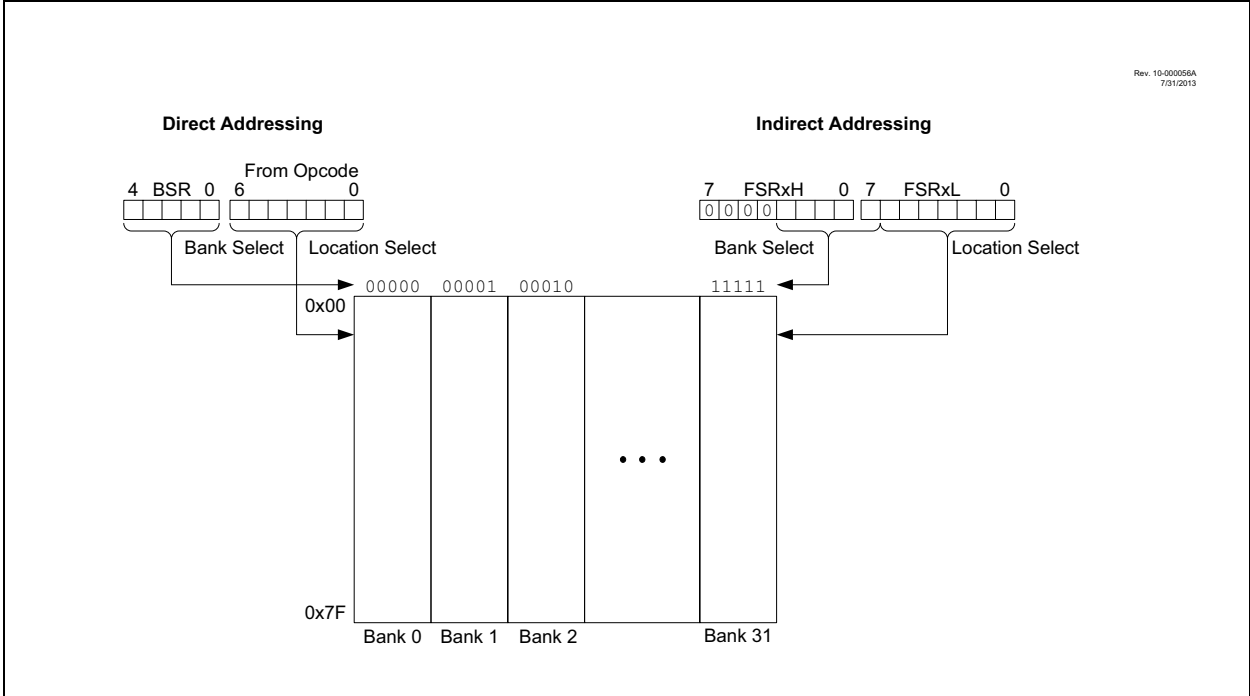 Rev. 10-000056A
7/31/2013
Direct Addressing
Indirect Addressing
From Opcode
4 BSR 0 6 0
7 FSRxH 0 7 FSRxL 0
0 0 0 0
Bank Select Location Select
Bank Select Location Select
00000 00001 00010 11111
0x00
• • •
0x7F
Bank 0 Bank 1 Bank 2 Bank 31